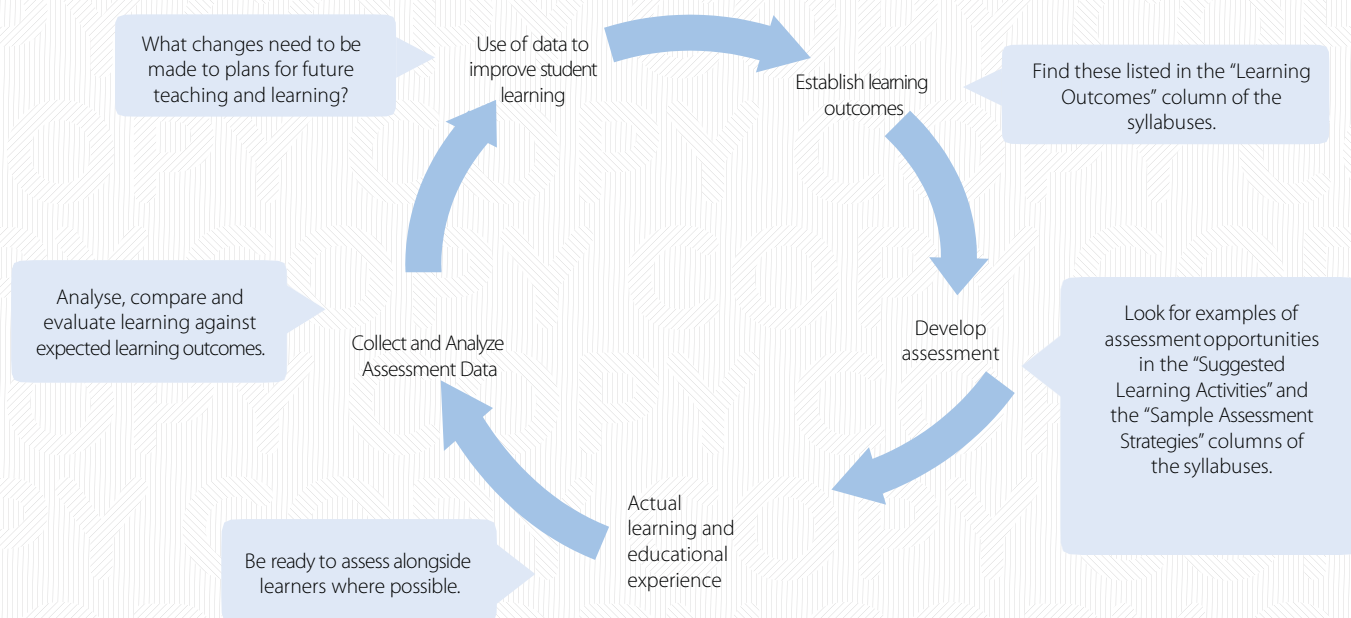 What changes need to be
made to plans for future
teaching and learning?
Use of data to
improve student
learning
Establish learning
outcomes
Find these listed in the “Learning
Outcomes” column of the
syllabuses.
Develop
assessment
Look for examples of
assessment opportunities
in the “Suggested
Learning Activities” and
the “Sample Assessment
Strategies” columns of
the syllabuses.
Actual
learning and
educational
experience
Be ready to assess alongside
learners where possible.
Collect and Analyze
Assessment Data
Analyse, compare and
evaluate learning against
expected learning outcomes.